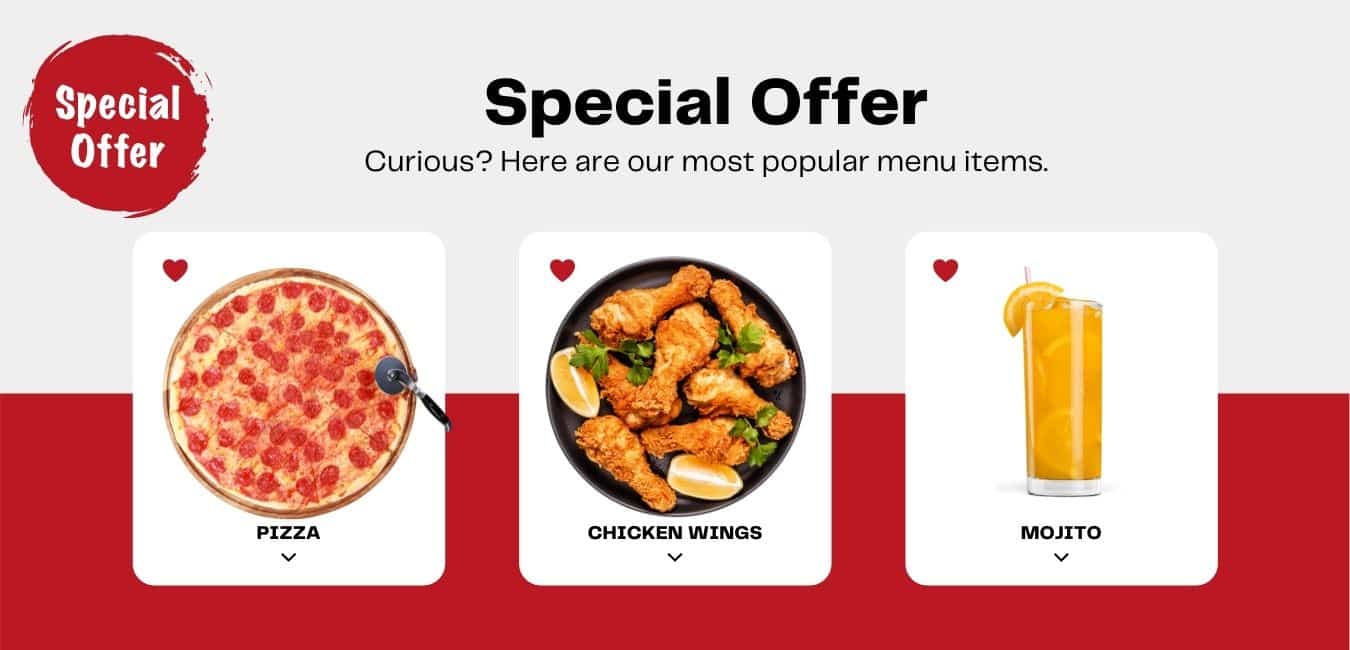 Special
Offer
Special Offer
Curious? Here are our most popular menu items.
PIZZA
CHICKEN WINGS
MOJITO